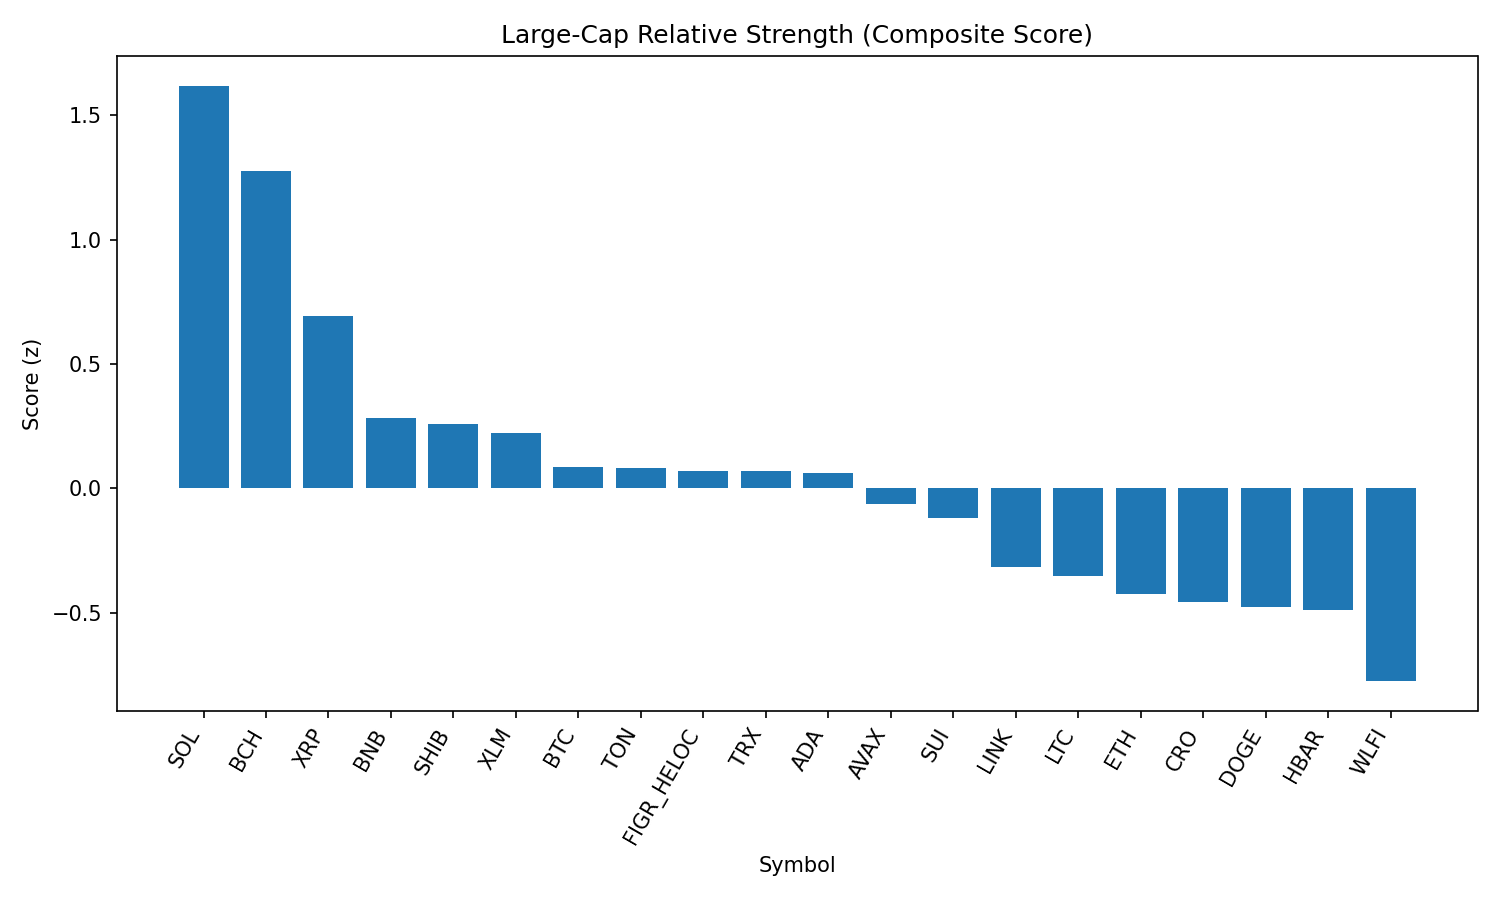 Large-Cap Relative Strength (Composite Score)
Score (z)
1.5
1.0
0.5
0.0
−0.5
SOL
BCH
XRP
BNB
SHIB
XLM
BTC
TON
FIGR_HELOC
TRX
ADA
AVAX
SUI
LINK
LTC
ETH
CRO
DOGE
HBAR
WLFI
Symbol